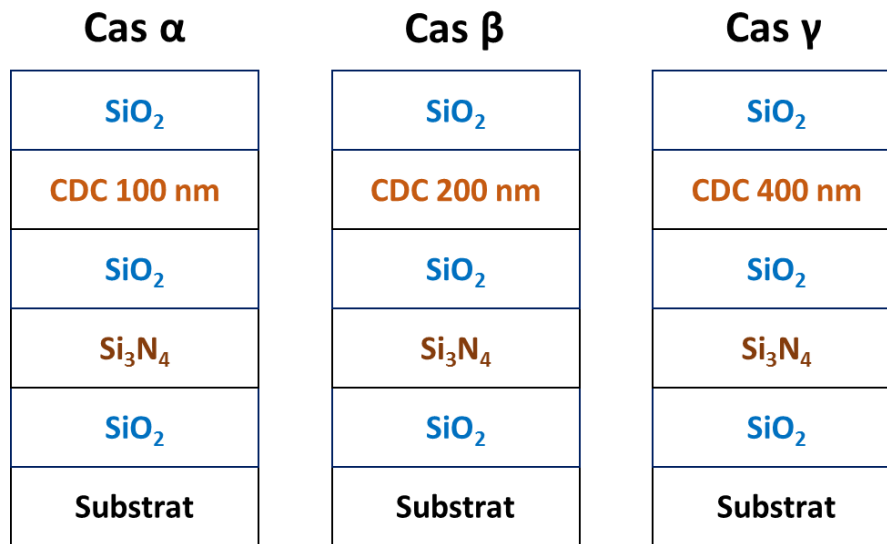 Cas α
Cas β
Cas γ
SiO₂
SiO₂
SiO₂
CDC 100 nm
CDC 200 nm
CDC 400 nm
SiO₂
SiO₂
SiO₂
Si₃N₄
Si₃N₄
Si₃N₄
SiO₂
SiO₂
SiO₂
Substrat
Substrat
Substrat